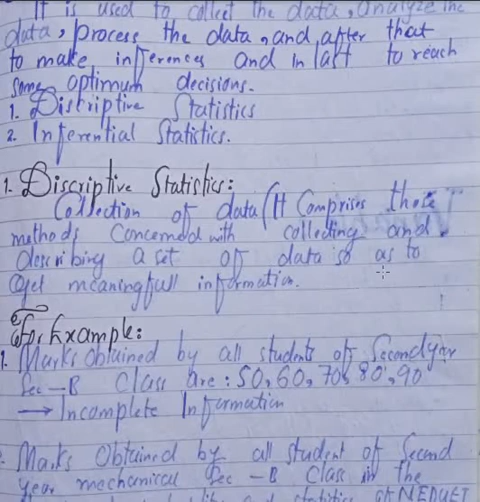 It is used to collect the data, analyze the
data, process the data, and after that
to make inferences and in last to reach
some optimum decisions.
1. Discriptive Statistics
2. Inferential Statistics.
1. Discriptive Statistics:
Collection of data (It comprises those
methods concerned with collecting and
describing a set of data so as to
get meaningfull information.
For Example:
1. Marks obtained by all students of Second year
Sec - B Class are : 50, 60, 70, 80, 90
→ Incomplete Information
Marks Obtained by all student of Second
year mechanical Sec - B Class in the
and statistics of NEDUET